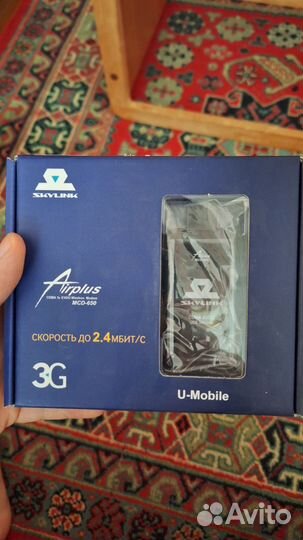 SKYLINK
Airplus
CDMA 1x EVDO Wireless Modem
MCD-650
SKYLINK
СКОРОСТЬ ДО 2.4МБИТ/С
3G
U-Mobile
Avito